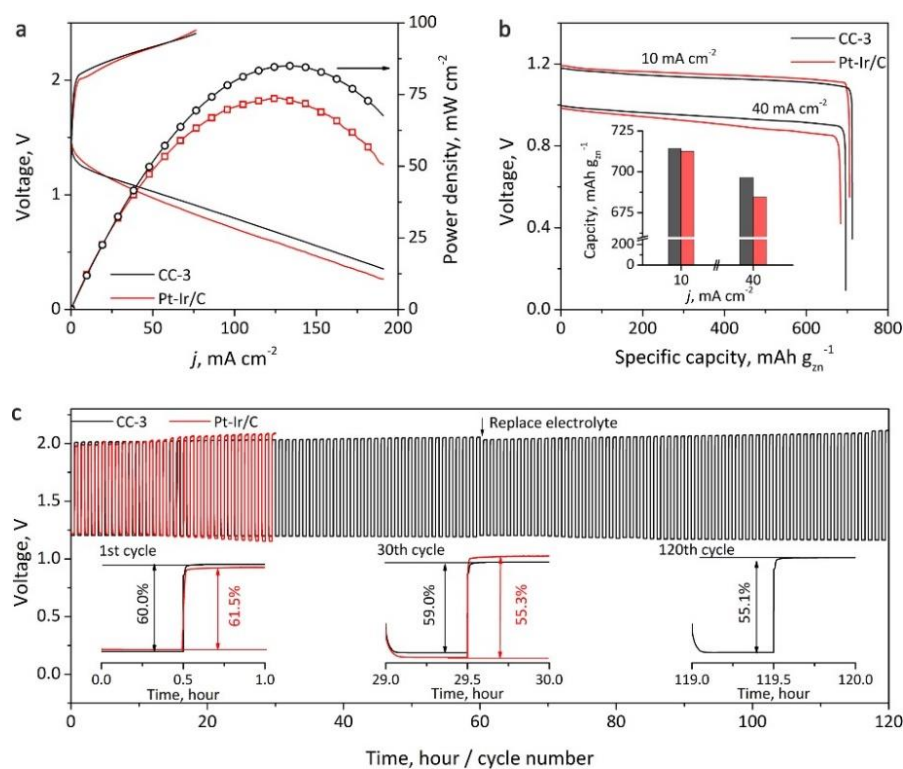 a
Voltage, V
2
1
0
CC-3
Pt-Ir/C
100
75
50
25
0
Power density, mW cm-2
0 50 100 150 200
j, mA cm-2
b
CC-3
Pt-Ir/C
10 mA cm-2
40 mA cm-2
Voltage, V
1.2
0.8
0.4
0.0
Capcity, mAh gzn-1
725
700
675
200
0
10 40
j, mA cm-2
0 200 400 600 800
Specific capcity, mAh gzn-1
c
CC-3 Pt-Ir/C
Replace electrolyte
Voltage, V
2.0
1.5
1.0
0.5
0.0
1st cycle
60.0%
61.5%
0.0 0.5 1.0
Time, hour
30th cycle
59.0%
55.3%
29.0 29.5 30.0
Time, hour
120th cycle
55.1%
119.0 119.5 120.0
Time, hour
0 20 40 60 80 100 120
Time, hour / cycle number